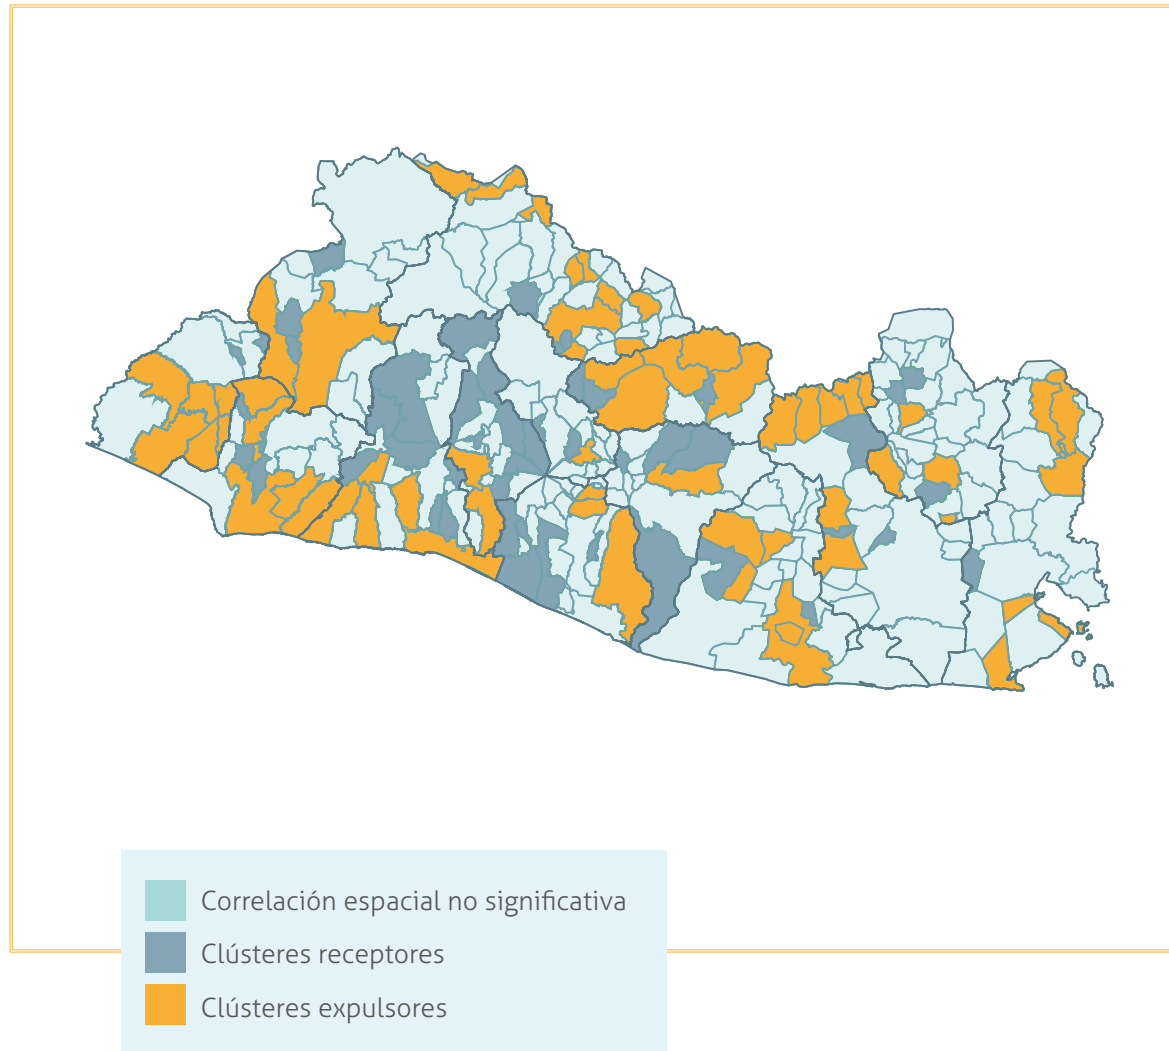 Correlación espacial no significativa
Clústeres receptores
Clústeres expulsores